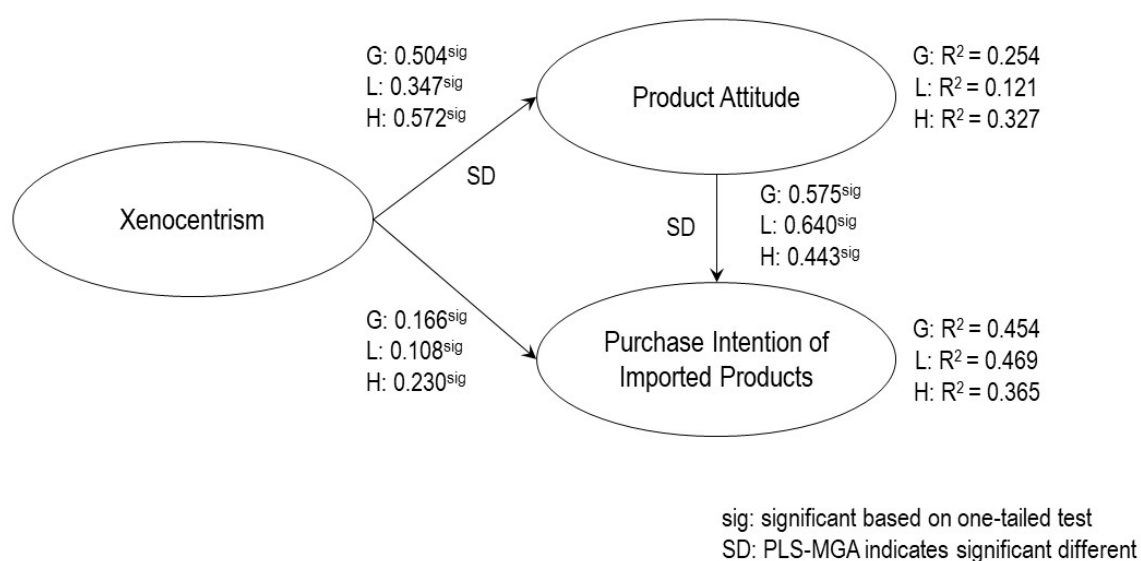 G: 0.504sig
L: 0.347sig
H: 0.572sig
Product Attitude
G: R2 = 0.254
L: R2 = 0.121
H: R2 = 0.327
SD
Xenocentrism
G: 0.575sig
L: 0.640sig
H: 0.443sig
SD
G: 0.166sig
L: 0.108sig
H: 0.230sig
Purchase Intention of
Imported Products
G: R2 = 0.454
L: R2 = 0.469
H: R2 = 0.365
sig: significant based on one-tailed test
SD: PLS-MGA indicates significant different